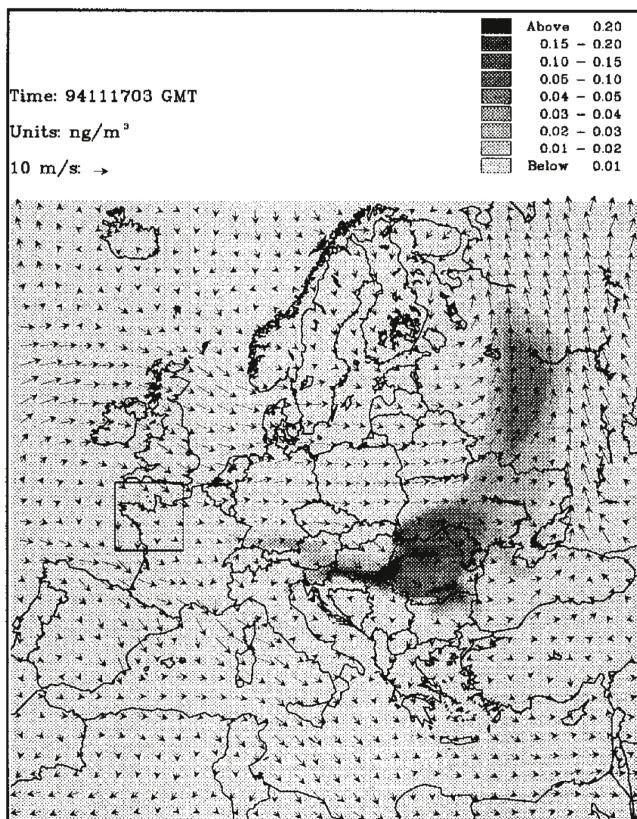 Above 0.20
0.15 - 0.20
0.10 - 0.15
0.05 - 0.10
0.04 - 0.05
0.03 - 0.04
0.02 - 0.03
0.01 - 0.02
Below 0.01
Time: 94111703 GMT
Units: ng/m³
10 m/s: